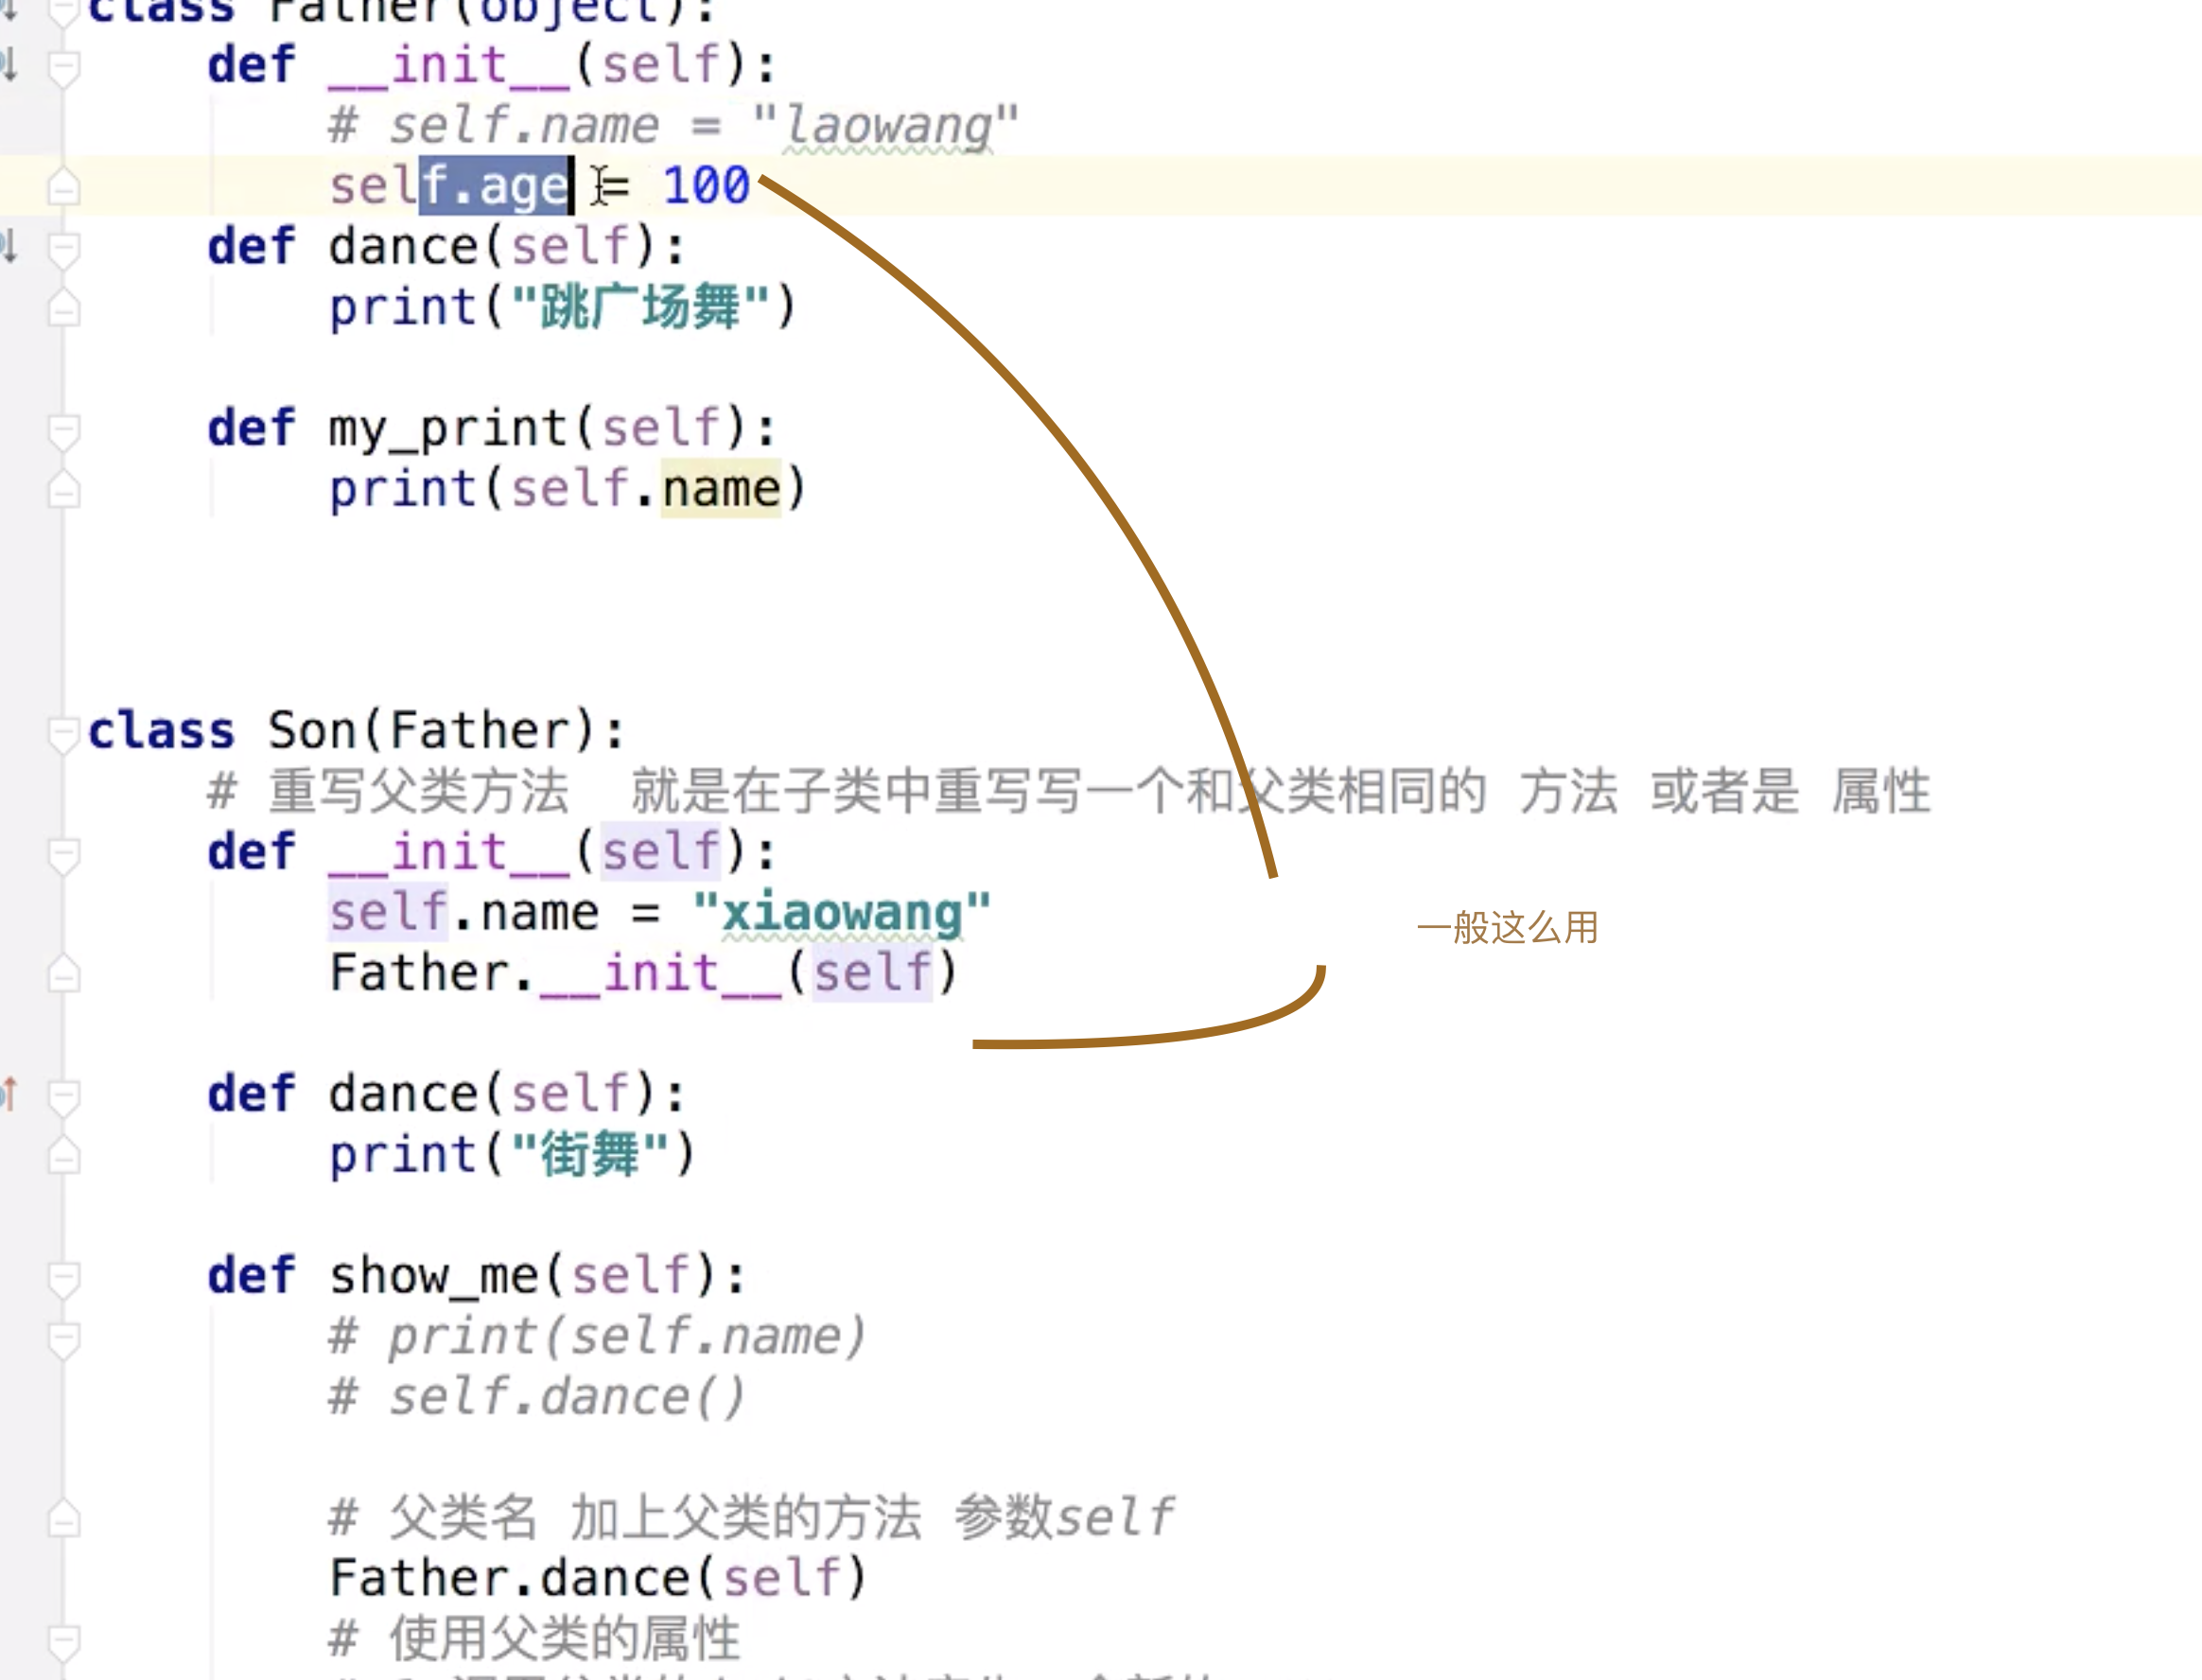 class Father(object):
    def __init__(self):
        # self.name = "laowang"
        self.age = 100
    def dance(self):
        print("跳广场舞")
    def my_print(self):
        print(self.name)
class Son(Father):
    # 重写父类方法  就是在子类中重写写一个和父类相同的 方法 或者是 属性
    def __init__(self):
        self.name = "xiaowang"
一般这么用
        Father.__init__(self)
    def dance(self):
        print("街舞")
    def show_me(self):
        # print(self.name)
        # self.dance()
        # 父类名 加上父类的方法 参数self
        Father.dance(self)
        # 使用父类的属性